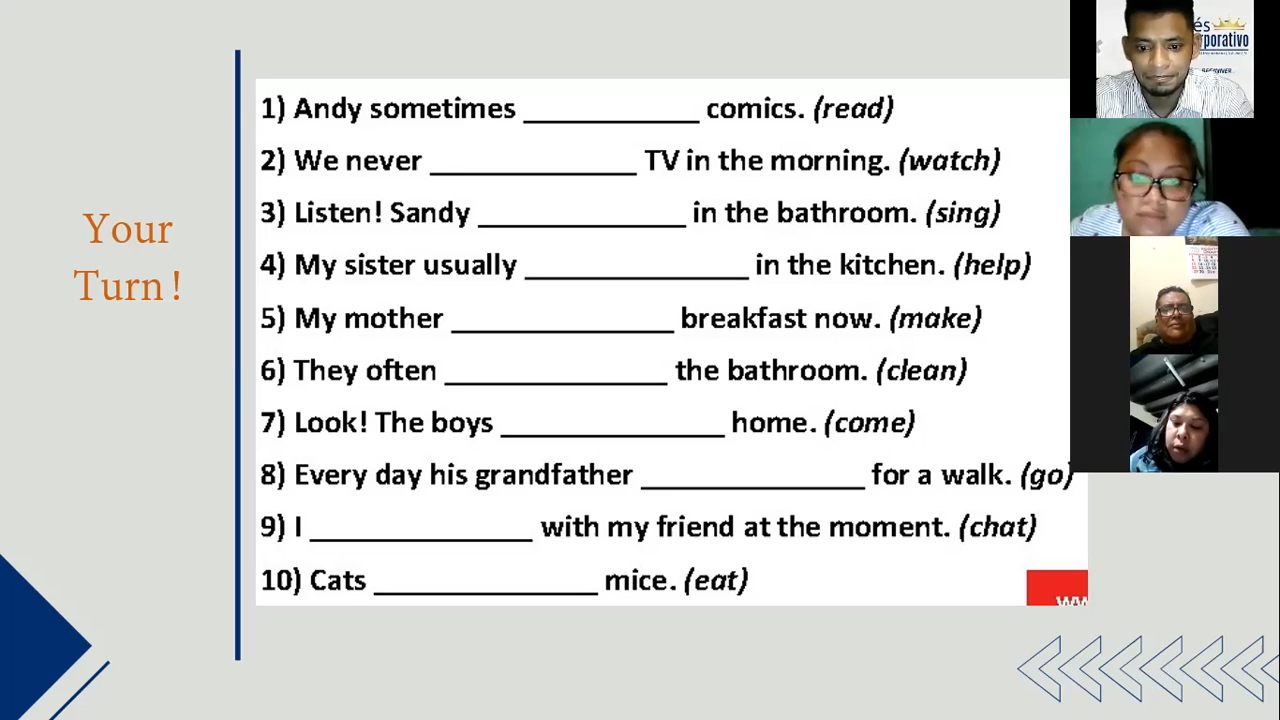 Your
Turn!
1) Andy sometimes ____________ comics. (read)
2) We never ______________ TV in the morning. (watch)
3) Listen! Sandy ______________ in the bathroom. (sing)
4) My sister usually _______________ in the kitchen. (help)
5) My mother _______________ breakfast now. (make)
6) They often _______________ the bathroom. (clean)
7) Look! The boys _______________ home. (come)
8) Every day his grandfather _______________ for a walk. (go)
9) I _______________ with my friend at the moment. (chat)
10) Cats _______________ mice. (eat)
és
rporativo